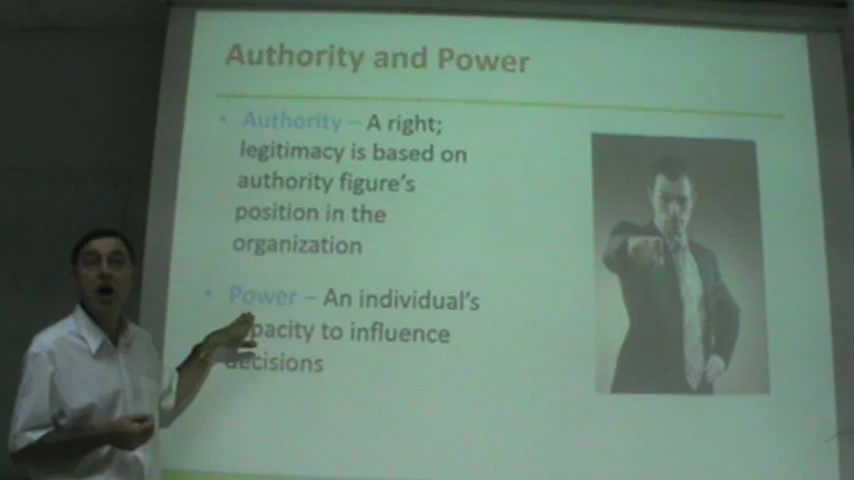 Authority and Power
• Authority – A right;
legitimacy is based on
authority figure's
position in the
organization
• Power – An individual's
pacity to influence
decisions